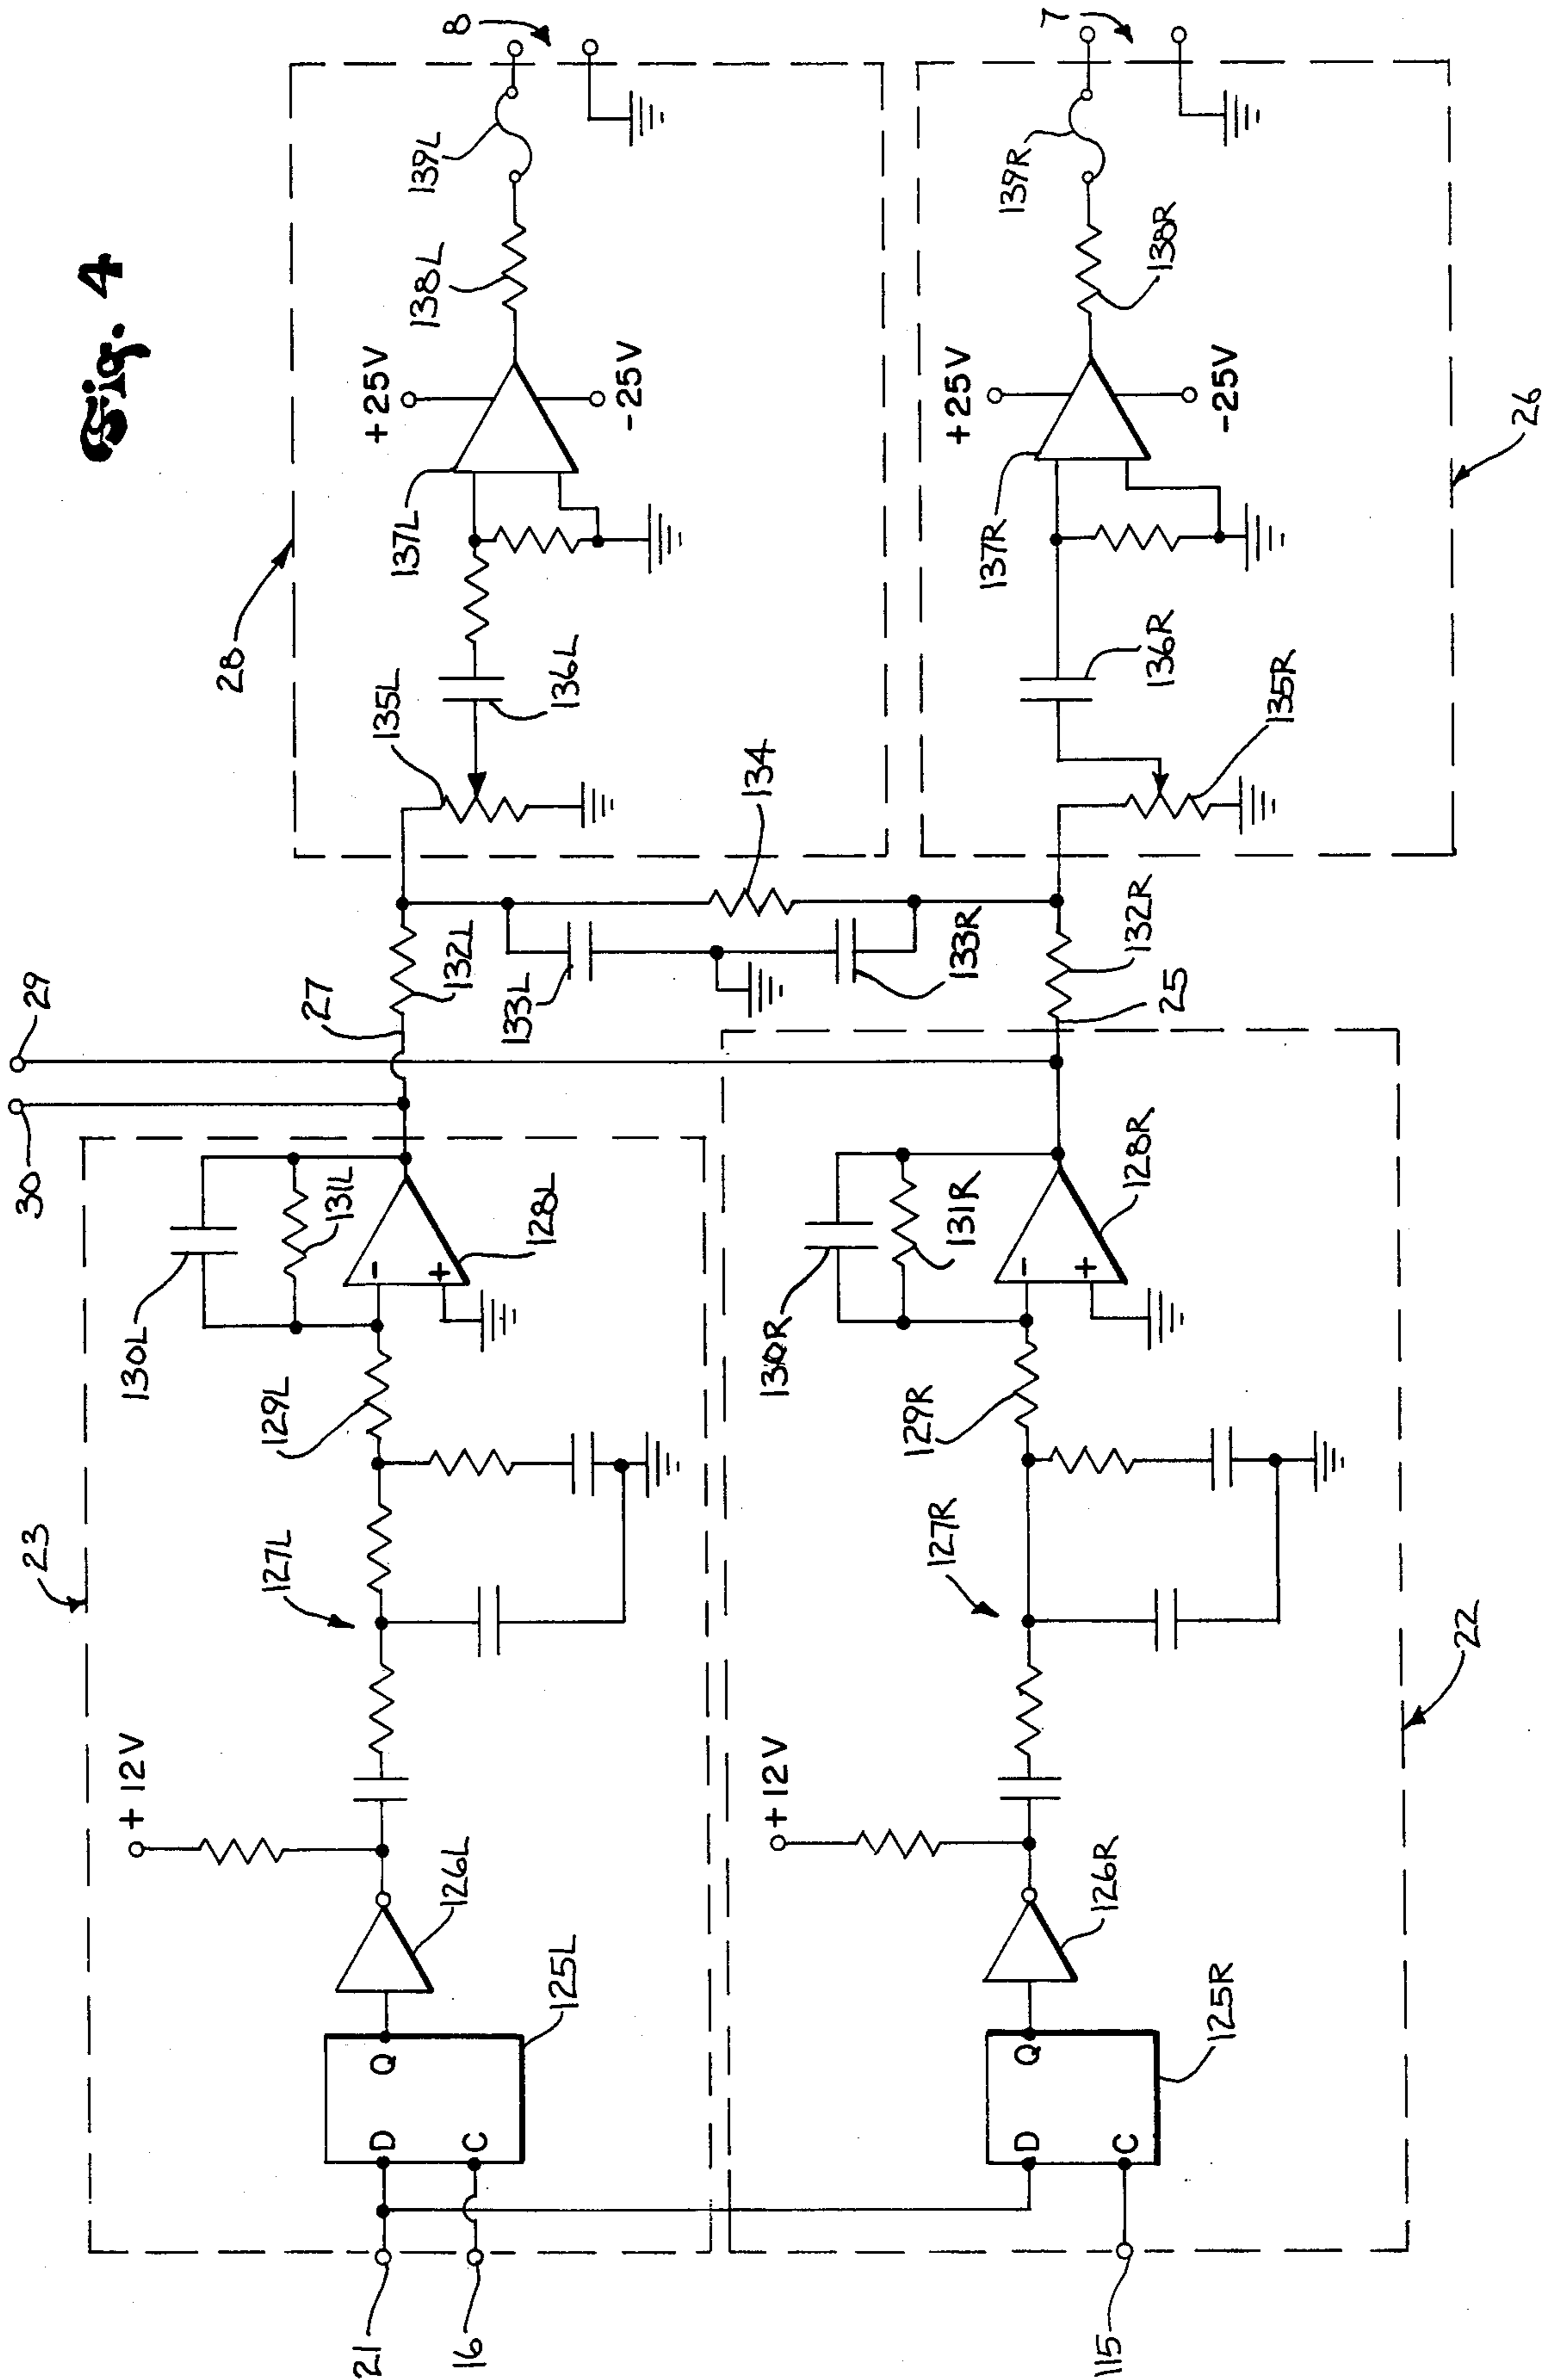 Fig. 4
30
29
8
7
23
28
27
25
22
26
21
16
115
+12V
+12V
D
Q
C
D
Q
C
125L
126L
127L
129L
130L
131L
128L
-
+
132L
133L
134
133R
132R
135L
136L
137L
+25V
-25V
138L
139L
125R
126R
127R
129R
130R
131R
128R
-
+
135R
136R
137R
+25V
-25V
138R
139R